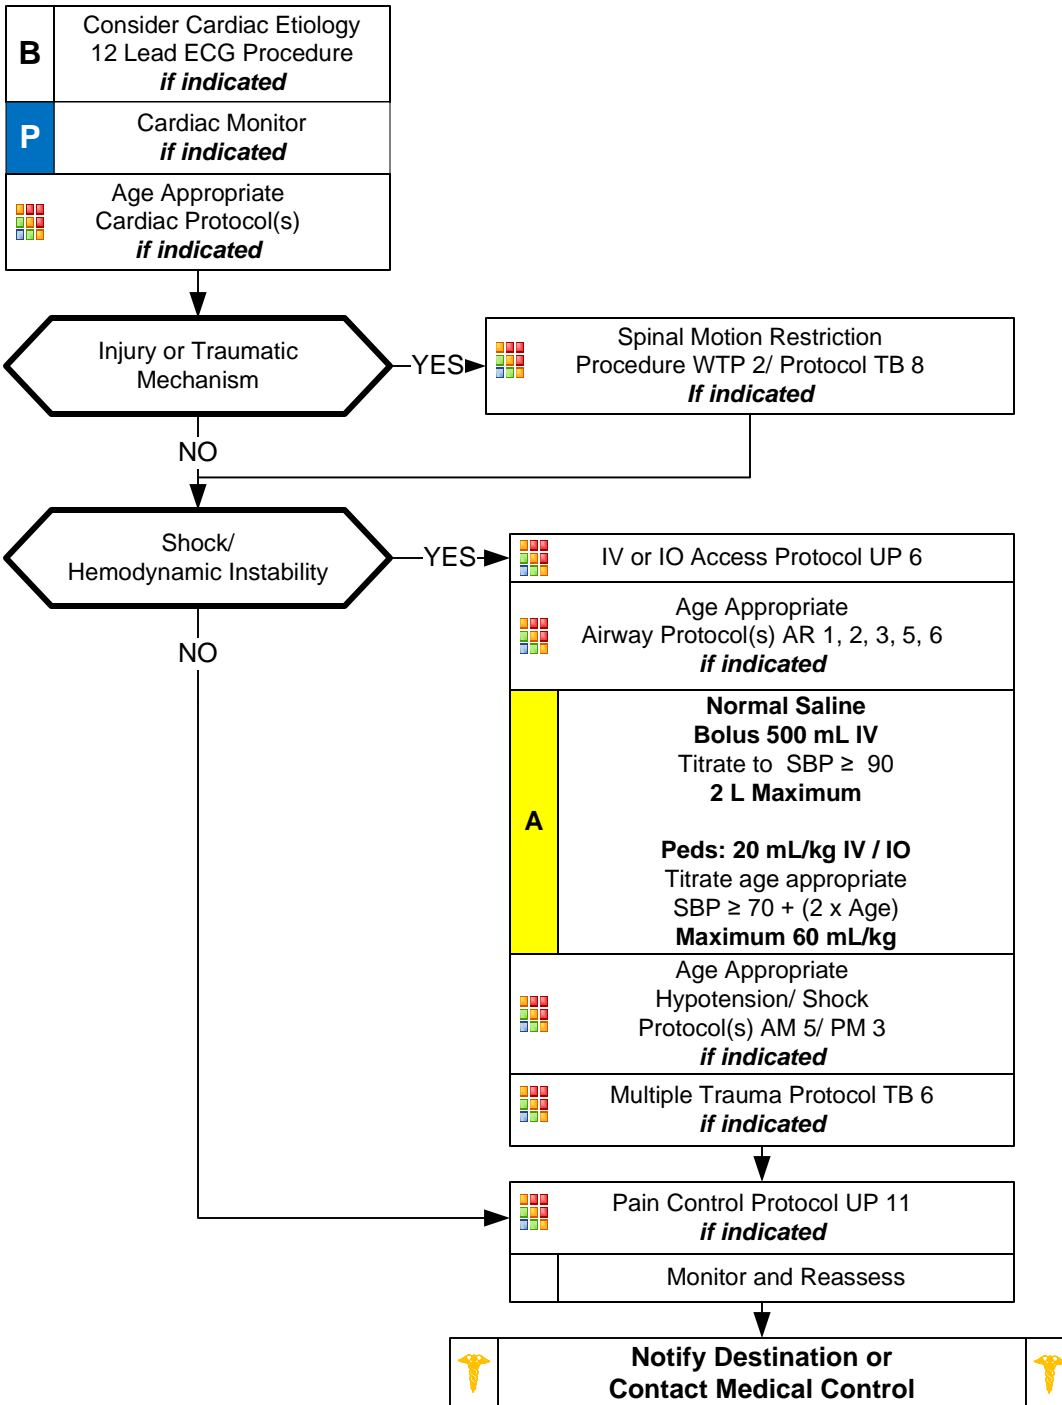 B
Consider Cardiac Etiology
12 Lead ECG Procedure
if indicated
P
Cardiac Monitor
if indicated
Age Appropriate
Cardiac Protocol(s)
if indicated
Injury or Traumatic
Mechanism
YES
Spinal Motion Restriction
Procedure WTP 2/ Protocol TB 8
If indicated
NO
Shock/
Hemodynamic Instability
YES
IV or IO Access Protocol UP 6
Age Appropriate
Airway Protocol(s) AR 1, 2, 3, 5, 6
if indicated
NO
A
Normal Saline
Bolus 500 mL IV
Titrate to SBP ≥ 90
2 L Maximum
Peds: 20 mL/kg IV / IO
Titrate age appropriate
SBP ≥ 70 + (2 x Age)
Maximum 60 mL/kg
Age Appropriate
Hypotension/ Shock
Protocol(s) AM 5/ PM 3
if indicated
Multiple Trauma Protocol TB 6
if indicated
Pain Control Protocol UP 11
if indicated
Monitor and Reassess
Notify Destination or
Contact Medical Control